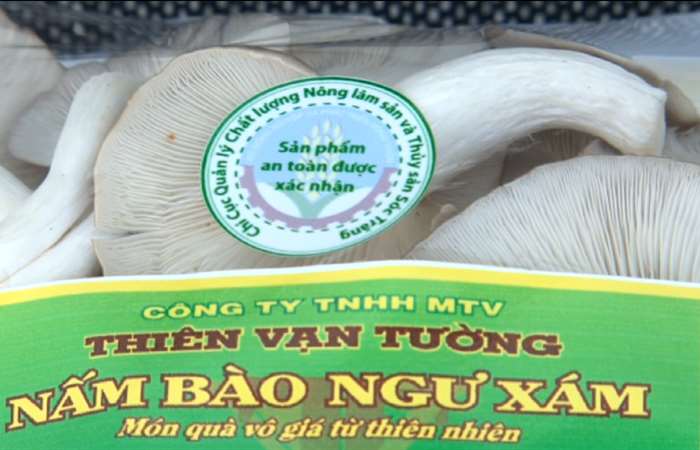 Chi Cục Quản lý Chất lượng Nông lâm sản và Thủy sản Sóc Trăng
Sản phẩm
an toàn được
xác nhận
CÔNG TY TNHH MTV
THIÊN VẠN TƯỜNG
NẤM BÀO NGƯ XÁM
Món quà vô giá từ thiên nhiên